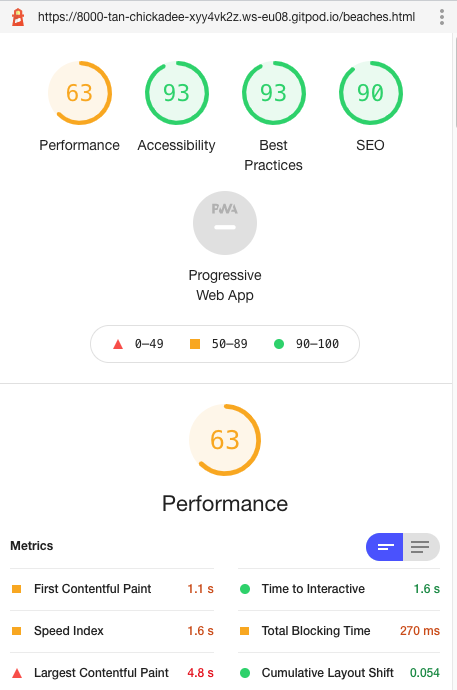 https://8000-tan-chickadee-xyy4vk2z.ws-eu08.gitpod.io/beaches.html
63
93
93
90
Performance
Accessibility
Best
Practices
SEO
PWA
Progressive
Web App
0–49
50–89
90–100
63
Performance
Metrics
First Contentful Paint 1.1 s
Time to Interactive 1.6 s
Speed Index 1.6 s
Total Blocking Time 270 ms
Largest Contentful Paint 4.8 s
Cumulative Layout Shift 0.054